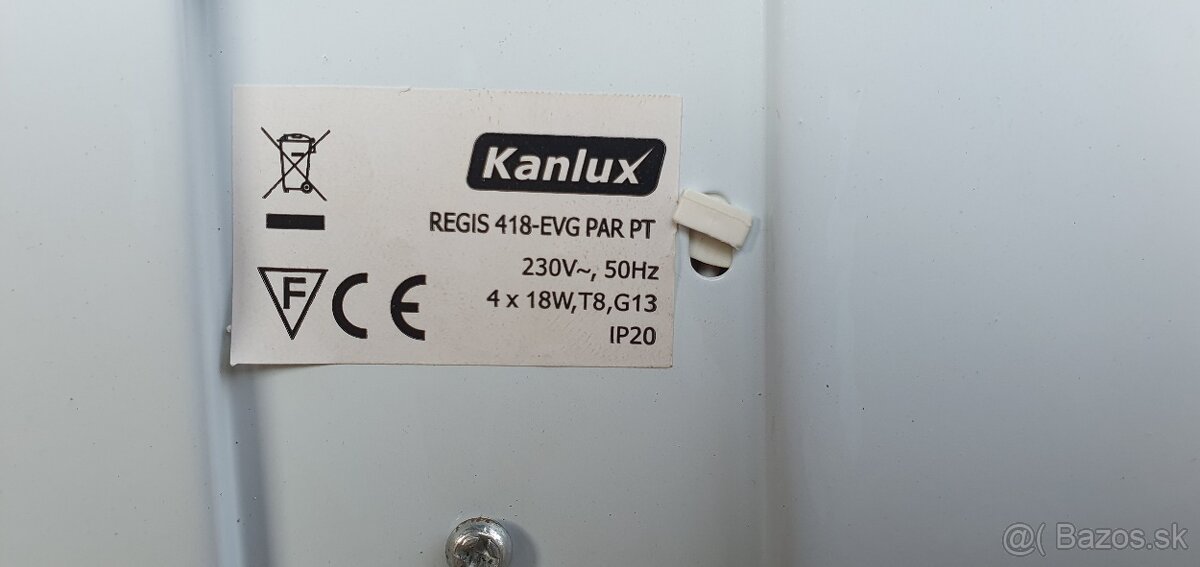 Kanlux
REGIS 418-EVG PAR PT
230V~, 50Hz
4 x 18W,T8,G13
IP20
F
CE
@( Bazos.sk